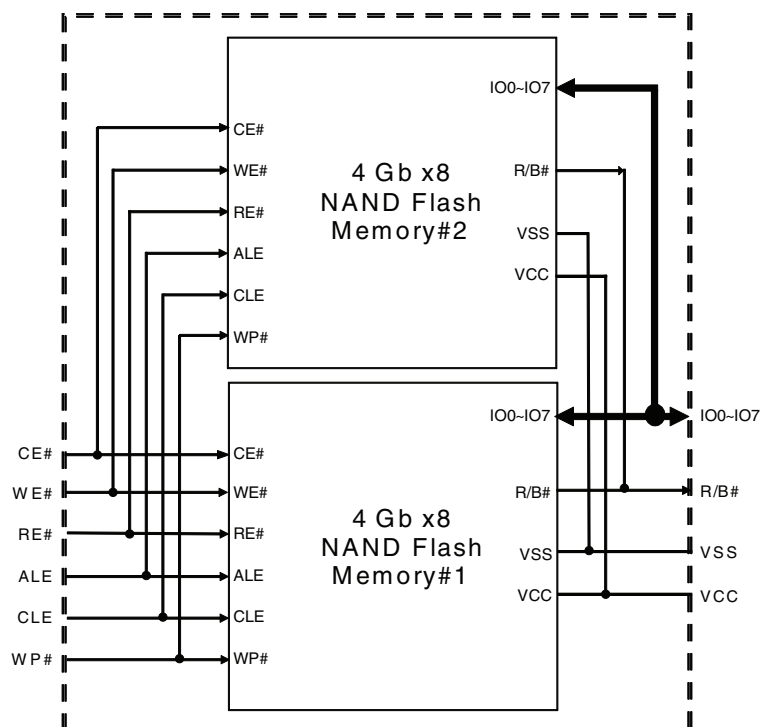 IO0~IO7
CE#
WE#
RE#
ALE
CLE
WP#
4 Gb x8
NAND Flash
Memory#2
R/B#
VSS
VCC
IO0~IO7
IO0~IO7
CE#
CE#
WE#
WE#
RE#
RE#
ALE
ALE
CLE
CLE
WP#
WP#
4 Gb x8
NAND Flash
Memory#1
R/B#
R/B#
VSS
VSS
VCC
VCC